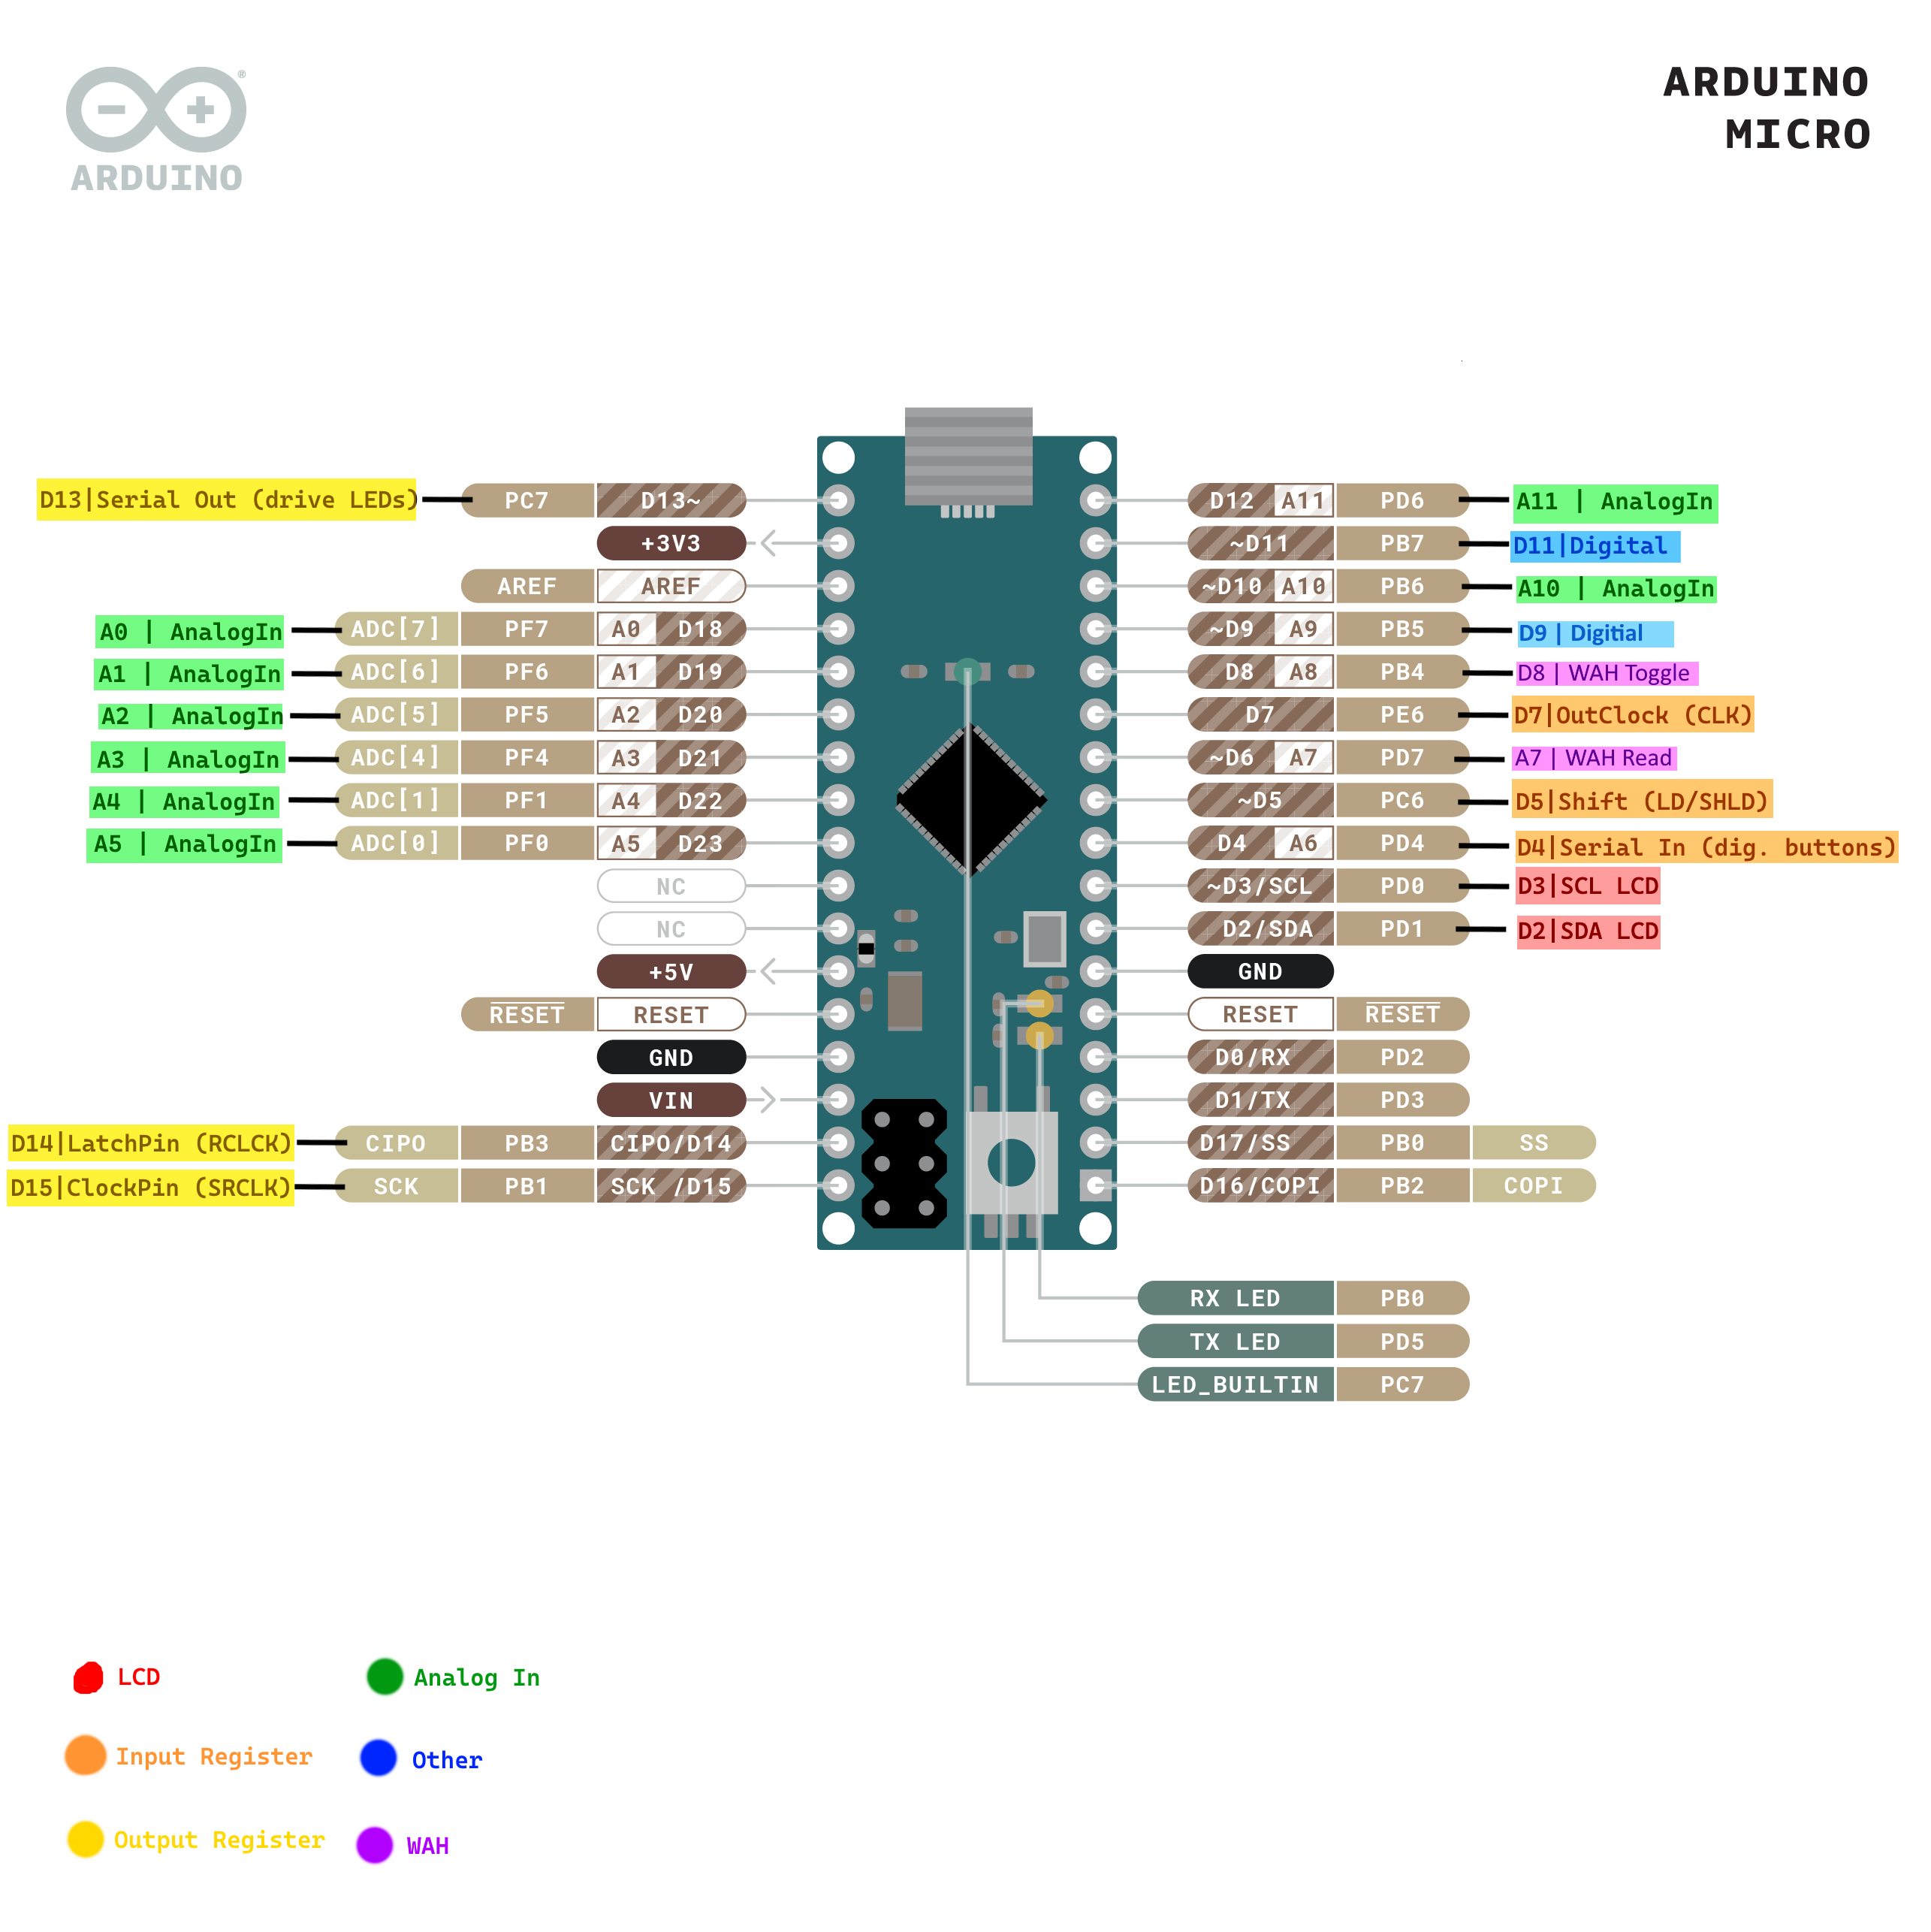 ARDUINO
MICRO
®
ARDUINO
D13|Serial Out (drive LEDs)
PC7
D13~
+3V3
AREF
AREF
A0 | AnalogIn
ADC[7]
PF7
A0
D18
A1 | AnalogIn
ADC[6]
PF6
A1
D19
A2 | AnalogIn
ADC[5]
PF5
A2
D20
A3 | AnalogIn
ADC[4]
PF4
A3
D21
A4 | AnalogIn
ADC[1]
PF1
A4
D22
A5 | AnalogIn
ADC[0]
PF0
A5
D23
NC
NC
+5V
RESET
RESET
GND
VIN
D14|LatchPin (RCLCK)
CIPO
PB3
CIPO/D14
D15|ClockPin (SRCLK)
SCK
PB1
SCK /D15
D12
A11
PD6
A11 | AnalogIn
~D11
PB7
D11|Digital
~D10
A10
PB6
A10 | AnalogIn
~D9
A9
PB5
D9 | Digitial
D8
A8
PB4
D8 | WAH Toggle
D7
PE6
D7|OutClock (CLK)
~D6
A7
PD7
A7 | WAH Read
~D5
PC6
D5|Shift (LD/SHLD)
D4
A6
PD4
D4|Serial In (dig. buttons)
~D3/SCL
PD0
D3|SCL LCD
D2/SDA
PD1
D2|SDA LCD
GND
RESET
RESET
D0/RX
PD2
D1/TX
PD3
D17/SS
PB0
SS
D16/COPI
PB2
COPI
RX LED
PB0
TX LED
PD5
LED_BUILTIN
PC7
LCD
Analog In
Input Register
Other
Output Register
WAH